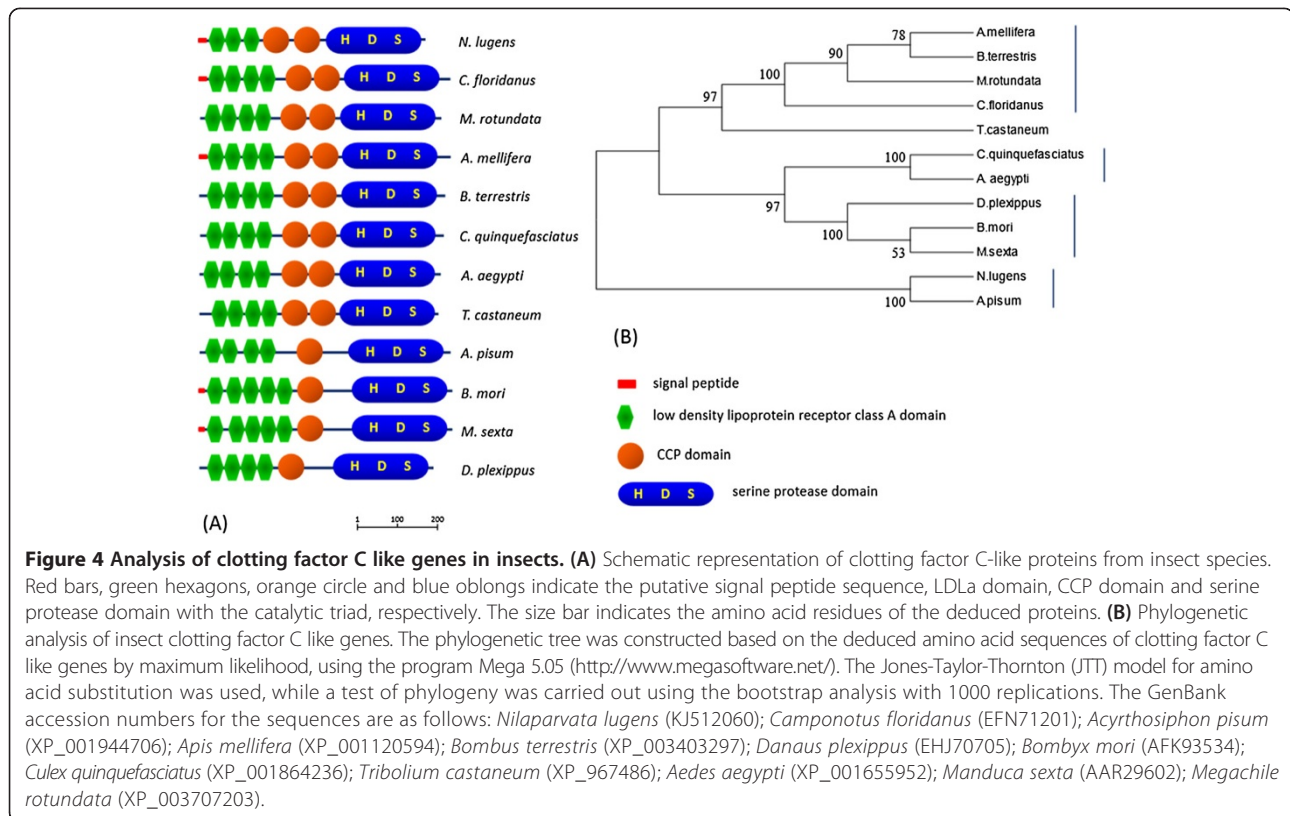 H D S N. lugens
H D S C. floridanus
H D S M. rotundata
H D S A. mellifera
H D S B. terrestris
H D S C. quinquefasciatus
H D S A. aegypti
H D S T. castaneum
H D S A. pisum
H D S B. mori
H D S M. sexta
H D S D. plexippus
(A)
1 100 200
78
90
100
97
100
97
100
53
100
A.mellifera
B.terrestris
M.rotundata
C.floridanus
T.castaneum
C.quinquefasciatus
A. aegypti
D.plexippus
B.mori
M.sexta
N.lugens
A.pisum
(B)
signal peptide
low density lipoprotein receptor class A domain
CCP domain
H D S serine protease domain
Figure 4 Analysis of clotting factor C like genes in insects. (A) Schematic representation of clotting factor C-like proteins from insect species.
Red bars, green hexagons, orange circle and blue oblongs indicate the putative signal peptide sequence, LDLa domain, CCP domain and serine
protease domain with the catalytic triad, respectively. The size bar indicates the amino acid residues of the deduced proteins. (B) Phylogenetic
analysis of insect clotting factor C like genes. The phylogenetic tree was constructed based on the deduced amino acid sequences of clotting factor C
like genes by maximum likelihood, using the program Mega 5.05 (http://www.megasoftware.net/). The Jones-Taylor-Thornton (JTT) model for amino
acid substitution was used, while a test of phylogeny was carried out using the bootstrap analysis with 1000 replications. The GenBank
accession numbers for the sequences are as follows: Nilaparvata lugens (KJ512060); Camponotus floridanus (EFN71201); Acyrthosiphon pisum
(XP_001944706); Apis mellifera (XP_001120594); Bombus terrestris (XP_003403297); Danaus plexippus (EHJ70705); Bombyx mori (AFK93534);
Culex quinquefasciatus (XP_001864236); Tribolium castaneum (XP_967486); Aedes aegypti (XP_001655952); Manduca sexta (AAR29602); Megachile
rotundata (XP_003707203).